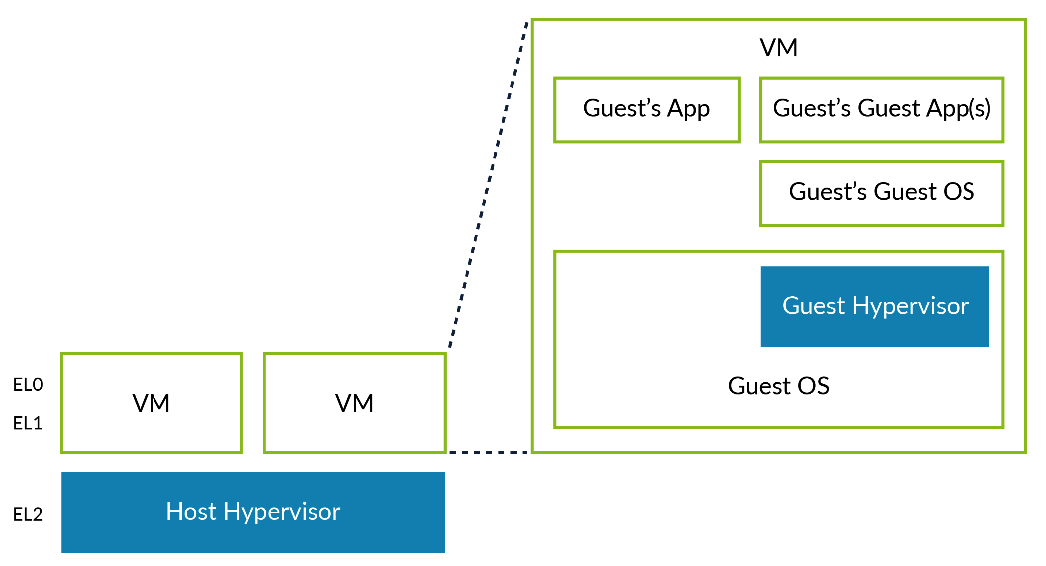 VM
Guest’s App
Guest’s Guest App(s)
Guest’s Guest OS
Guest Hypervisor
Guest OS
EL0
EL1
VM
VM
EL2
Host Hypervisor